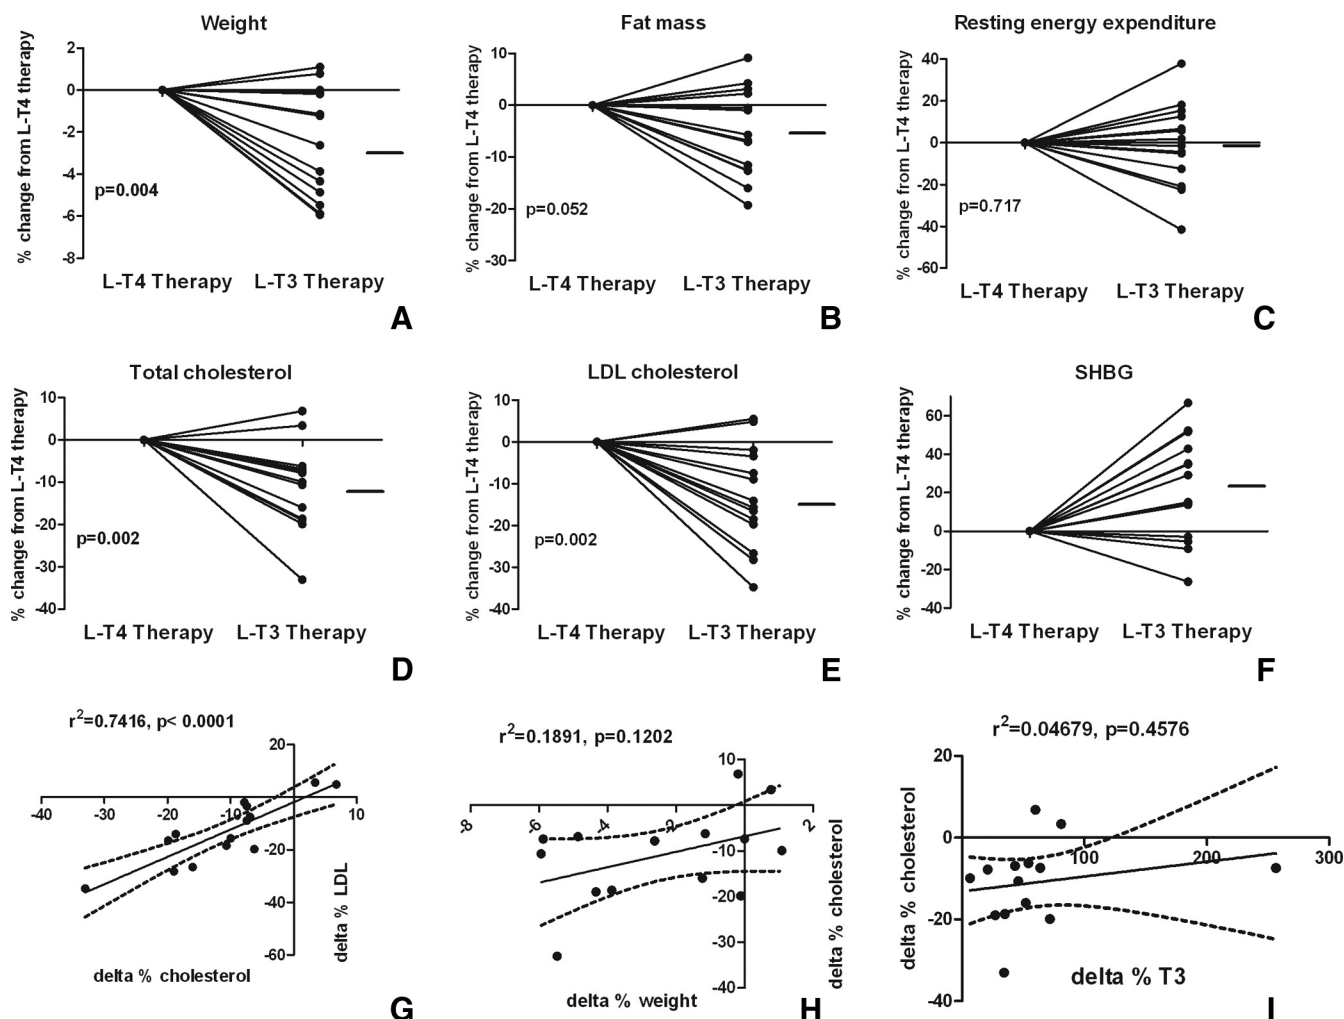 Weight
% change from L-T4 therapy
2
0
-2
-4
-6
-8
p=0.004
L-T4 Therapy L-T3 Therapy
A
Fat mass
% change from L-T4 therapy
10
0
-10
-20
-30
p=0.052
L-T4 Therapy L-T3 Therapy
B
Resting energy expenditure
% change from L-T4 therapy
40
20
0
-20
-40
-60
p=0.717
L-T4 Therapy L-T3 Therapy
C
Total cholesterol
% change from L-T4 therapy
10
0
-10
-20
-30
-40
p=0.002
L-T4 Therapy L-T3 Therapy
D
LDL cholesterol
% change from L-T4 therapy
10
0
-10
-20
-30
-40
p=0.002
L-T4 Therapy L-T3 Therapy
E
SHBG
% change from L-T4 therapy
60
40
20
0
-20
-40
L-T4 Therapy L-T3 Therapy
F
r2=0.7416, p< 0.0001
20
-40 -30 -20 -10 10
-20
-40
-60
delta % LDL
delta % cholesterol
G
r2=0.1891, p=0.1202
10
-8 -6 -4 -2 2
-10
-20
-30
-40
delta % cholesterol
delta % weight
H
r2=0.04679, p=0.4576
20
0
100 200 300
-20
-40
delta % cholesterol
delta % T3
I